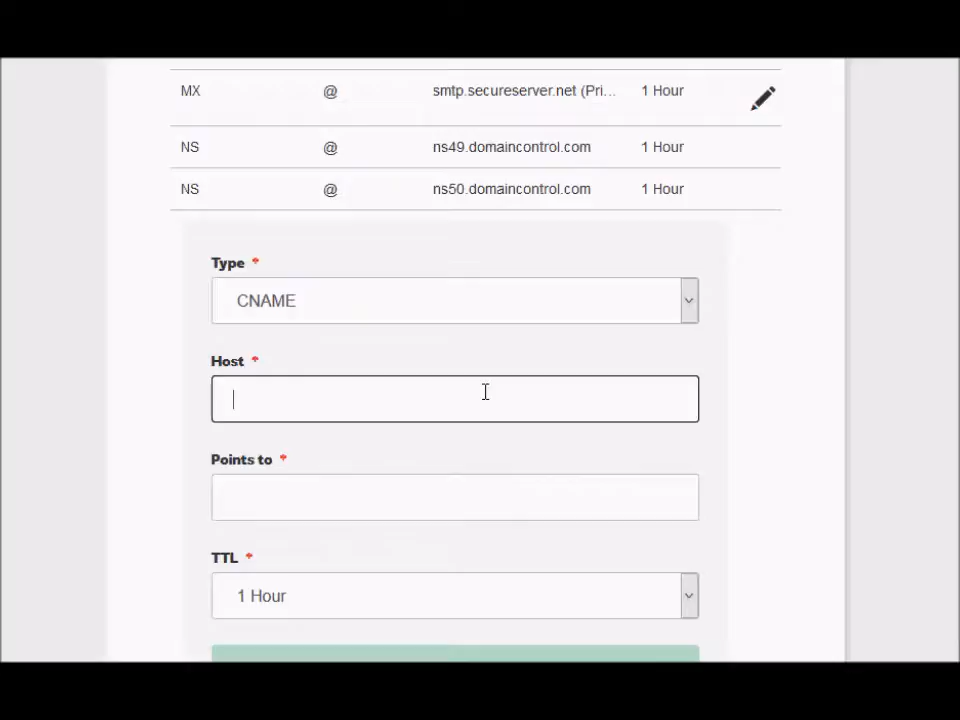 MX @ smtp.secureserver.net (Pri... 1 Hour
NS @ ns49.domaincontrol.com 1 Hour
NS @ ns50.domaincontrol.com 1 Hour
Type *
CNAME
Host *
Points to *
TTL *
1 Hour